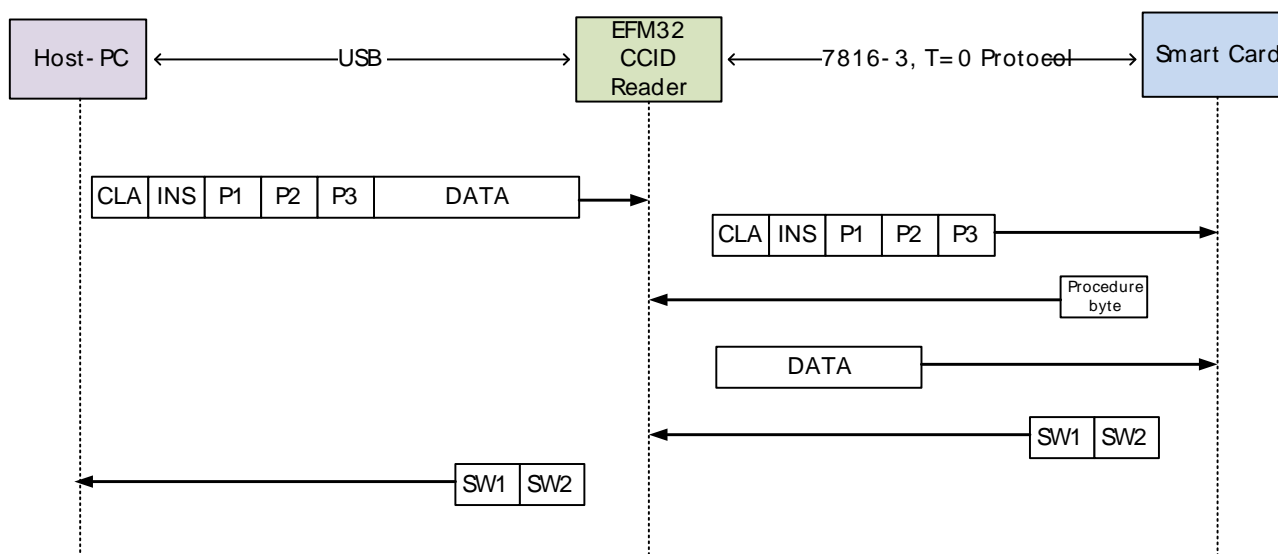 Host-PC
USB
EFM32
CCID
Reader
7816-3, T=0 Protocol
Smart Card
CLA INS P1 P2 P3 DATA
CLA INS P1 P2 P3
Procedure
byte
DATA
SW1 SW2
SW1 SW2